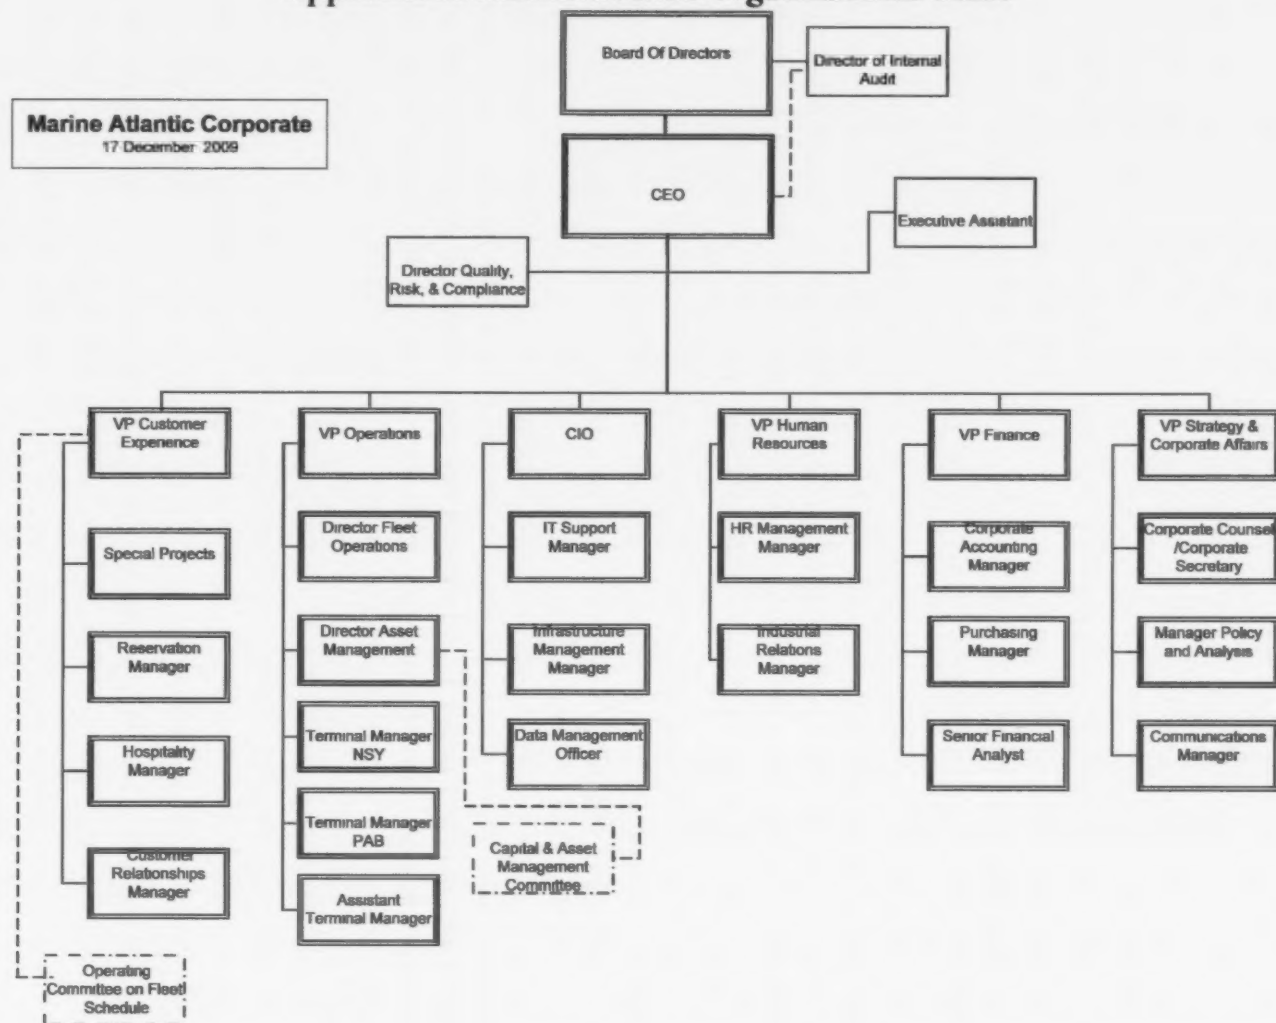 Board Of Directors
Director of Internal
Audit
Marine Atlantic Corporate
17 December 2009
CEO
Executive Assistant
Director Quality,
Risk, & Compliance
VP Customer
Experience
VP Operations
CIO
VP Human
Resources
VP Finance
VP Strategy &
Corporate Affairs
Special Projects
Director Fleet
Operations
IT Support
Manager
HR Management
Manager
Corporate
Accounting
Manager
Corporate Counsel
/Corporate
Secretary
Reservation
Manager
Director Asset
Management
Infrastructure
Management
Manager
Industrial
Relations
Manager
Purchasing
Manager
Manager Policy
and Analysis
Hospitality
Manager
Terminal Manager
NSY
Data Management
Officer
Senior Financial
Analyst
Communications
Manager
Customer
Relationships
Manager
Terminal Manager
PAB
Capital & Asset
Management
Committee
Assistant
Terminal Manager
Operating
Committee on Fleet
Schedule